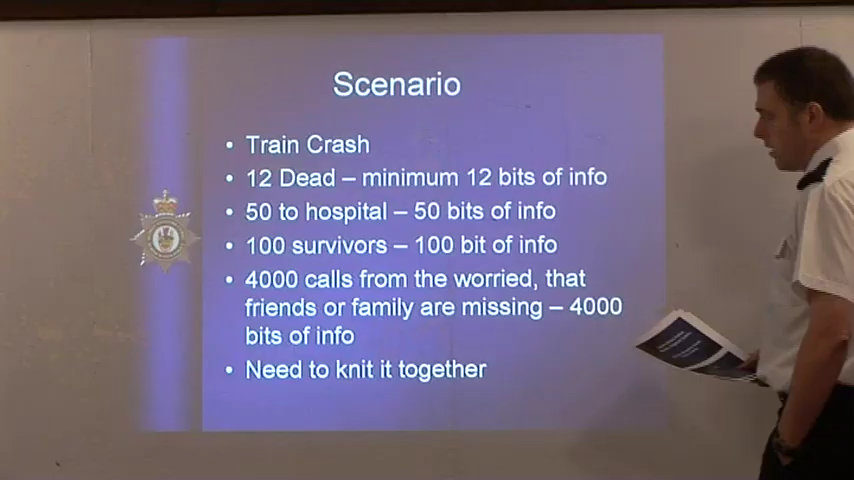 Scenario
• Train Crash
• 12 Dead – minimum 12 bits of info
• 50 to hospital – 50 bits of info
• 100 survivors – 100 bit of info
• 4000 calls from the worried, that
friends or family are missing – 4000
bits of info
• Need to knit it together